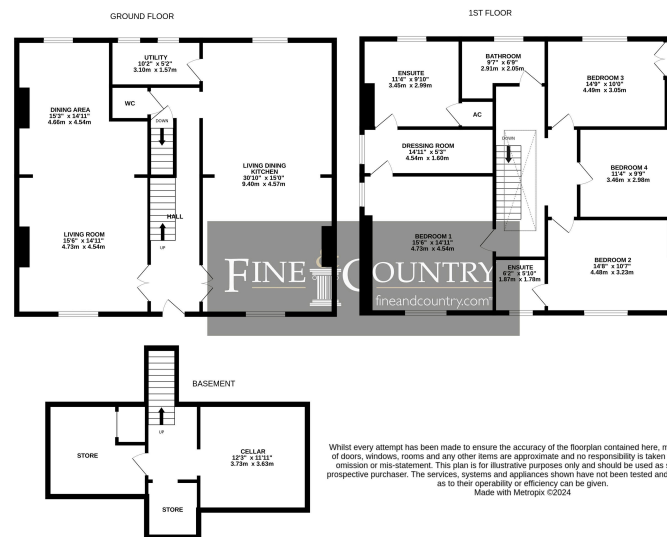 GROUND FLOOR
UTILITY
10'2" x 5'2"
3.10m x 1.57m
WC
DOWN
DINING AREA
15'3" x 14'11"
4.66m x 4.54m
LIVING DINING
KITCHEN
30'10" x 15'0"
9.40m x 4.57m
HALL
UP
LIVING ROOM
15'6" x 14'11"
4.73m x 4.54m
1ST FLOOR
BATHROOM
9'7" x 6'9"
2.91m x 2.05m
ENSUITE
11'4" x 9'10"
3.45m x 2.99m
BEDROOM 3
14'9" x 10'0"
4.49m x 3.05m
AC
DOWN
DRESSING ROOM
14'11" x 5'3"
4.54m x 1.60m
BEDROOM 4
11'4" x 9'9"
3.46m x 2.98m
BEDROOM 1
15'6" x 14'11"
4.73m x 4.54m
BEDROOM 2
14'8" x 10'7"
4.48m x 3.23m
ENSUITE
6'2" x 5'10"
1.87m x 1.78m
FINE COUNTRY
fineandcountry.com™
BASEMENT
UP
STORE
CELLAR
12'3" x 11'11"
3.73m x 3.63m
STORE
Whilst every attempt has been made to ensure the accuracy of the floorplan contained here, m
of doors, windows, rooms and any other items are approximate and no responsibility is taken
omission or mis-statement. This plan is for illustrative purposes only and should be used as
prospective purchaser. The services, systems and appliances shown have not been tested and
as to their operability or efficiency can be given.
Made with Metropix ©2024